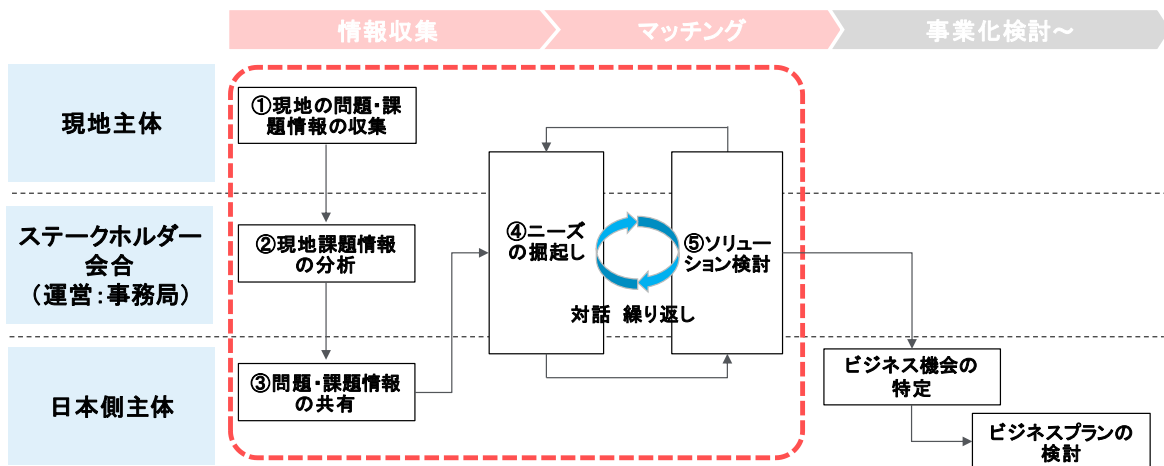 情報収集
マッチング
事業化検討～
現地主体
①現地の問題・課
題情報の収集
ステークホルダー
会合
（運営：事務局）
②現地課題情報
の分析
④ニーズ
の掘起し
⑤ソリュー
ション検討
対話 繰り返し
日本側主体
③問題・課題情報
の共有
ビジネス機会の
特定
ビジネスプランの
検討